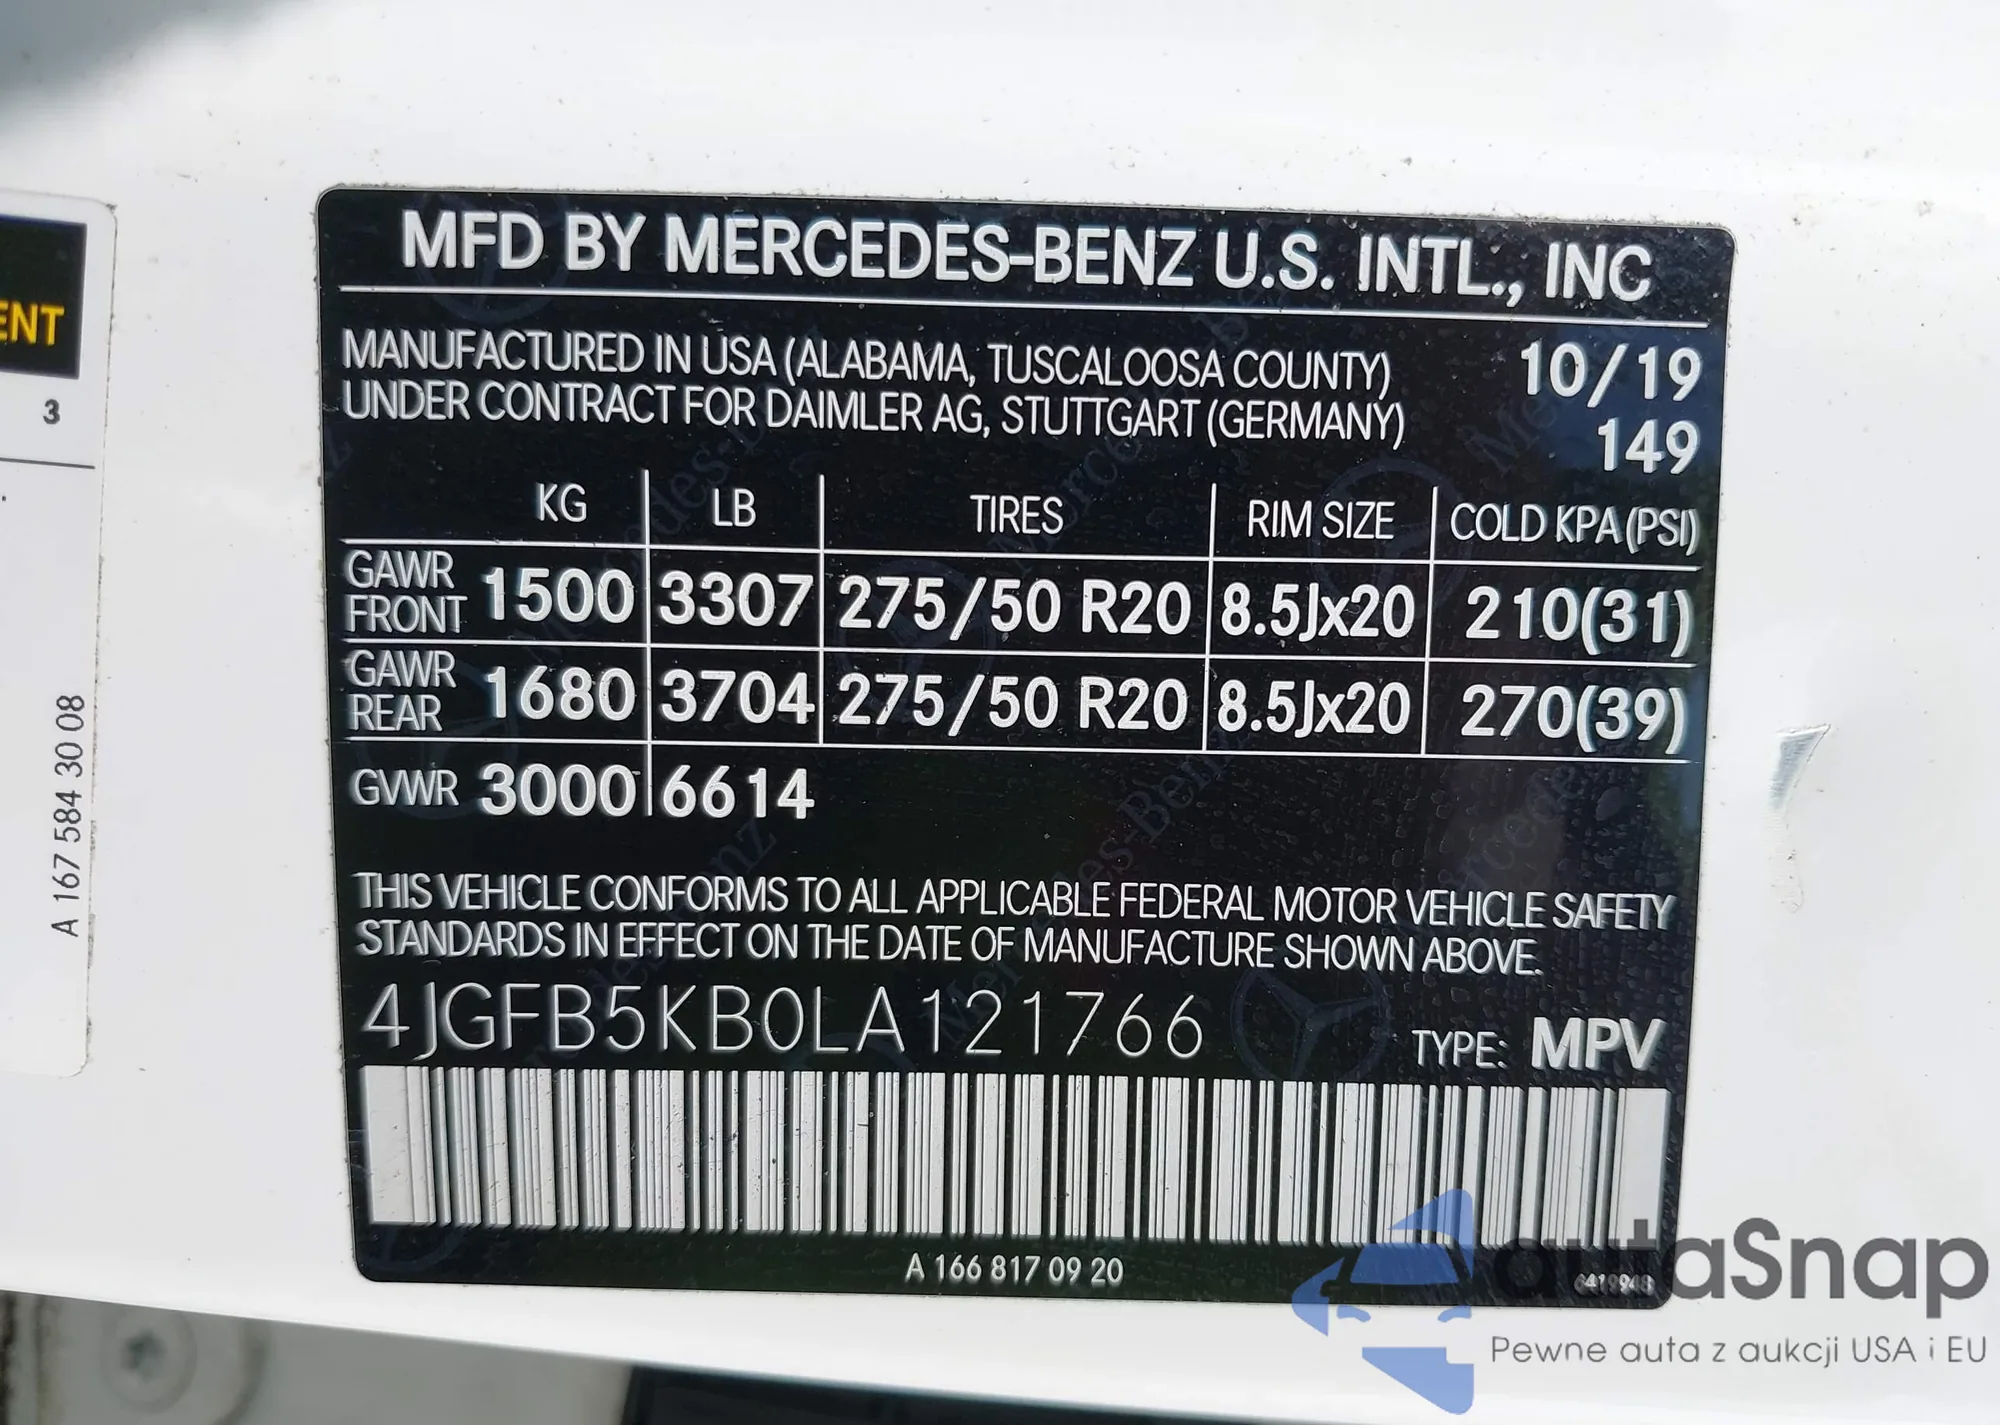 ENT
3
A 167 584 30 08
MFD BY MERCEDES-BENZ U.S. INTL., INC
MANUFACTURED IN USA (ALABAMA, TUSCALOOSA COUNTY) 10/19
UNDER CONTRACT FOR DAIMLER AG, STUTTGART (GERMANY) 149
KG LB TIRES RIM SIZE COLD KPA (PSI)
GAWR FRONT 1500 3307 275/50 R20 8.5Jx20 210(31)
GAWR REAR 1680 3704 275/50 R20 8.5Jx20 270(39)
GVWR 3000 6614
THIS VEHICLE CONFORMS TO ALL APPLICABLE FEDERAL MOTOR VEHICLE SAFETY
STANDARDS IN EFFECT ON THE DATE OF MANUFACTURE SHOWN ABOVE.
4JGFB5KB0LA121766 TYPE: MPV
A 166 817 09 20
autaSnap
Pewne auta z aukcji USA i EU